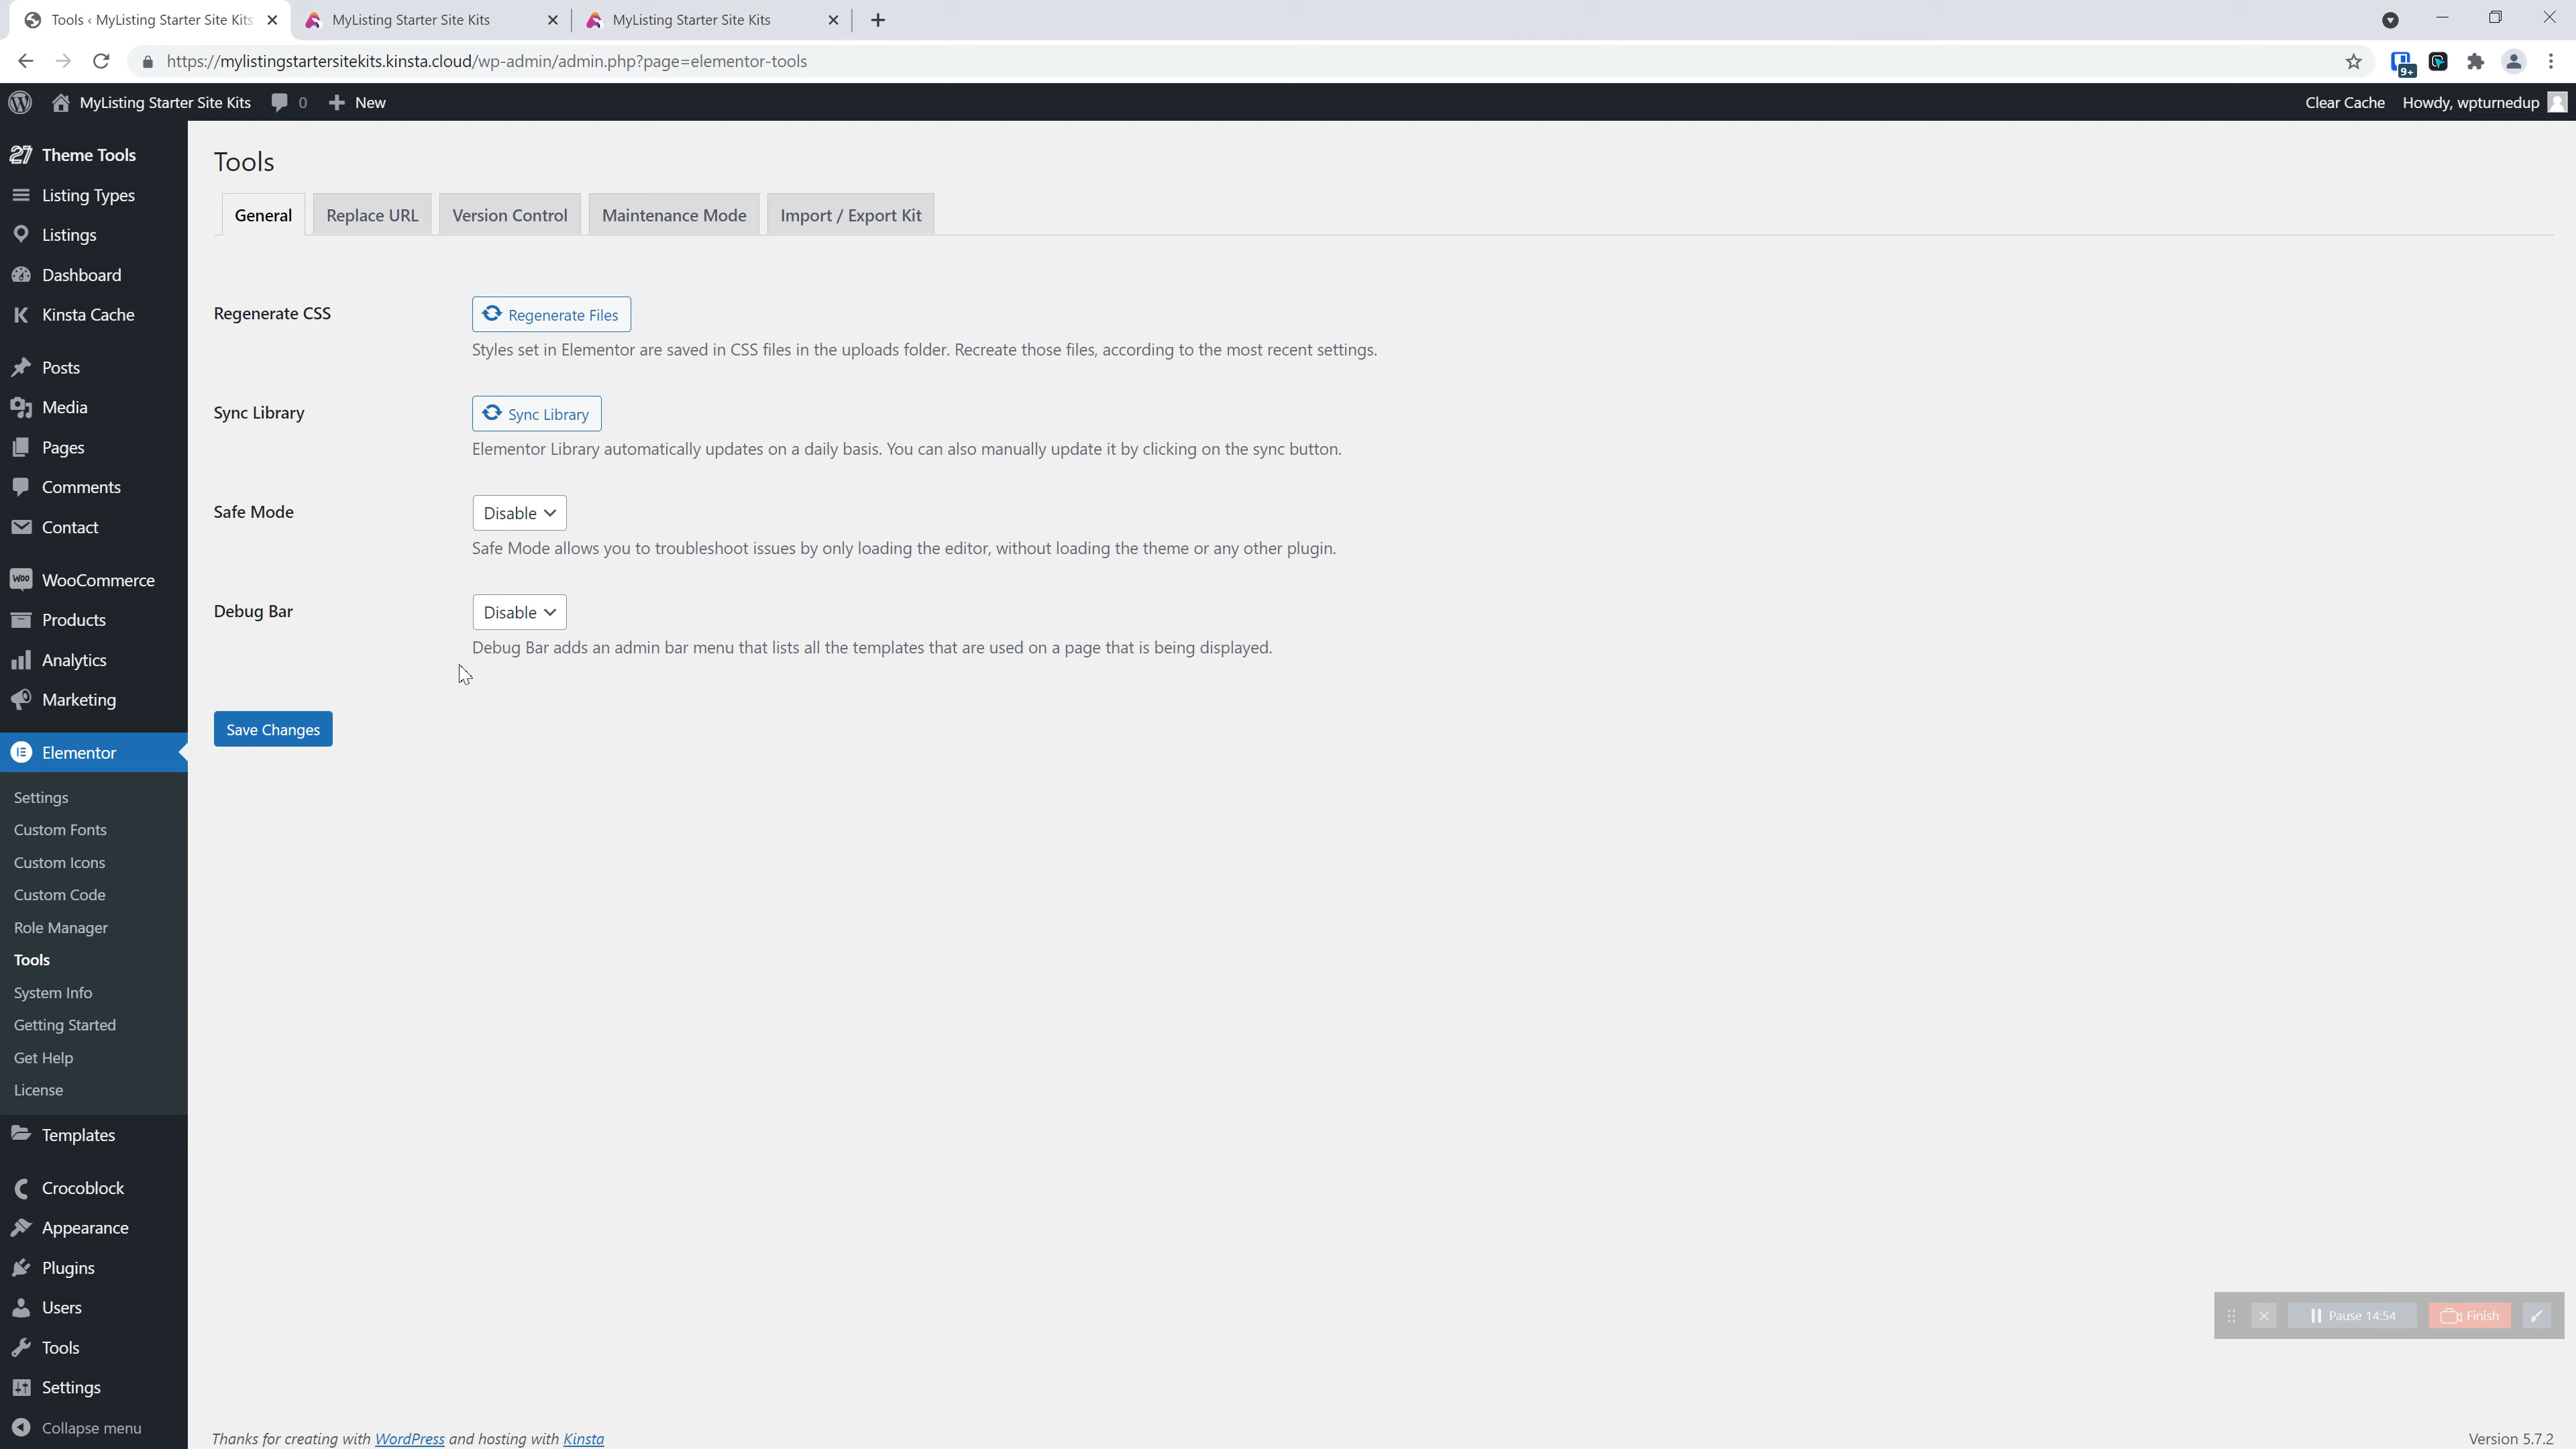 Tools ‹ MyListing Starter Site Kits
MyListing Starter Site Kits
MyListing Starter Site Kits
https://mylistingstartersitekits.kinsta.cloud/wp-admin/admin.php?page=elementor-tools
9+
MyListing Starter Site Kits
0
New
Clear Cache
Howdy, wpturnedup
27 Theme Tools
Listing Types
Listings
Dashboard
K Kinsta Cache
Posts
Media
Pages
Comments
Contact
Woo WooCommerce
Products
Analytics
Marketing
Elementor
Settings
Custom Fonts
Custom Icons
Custom Code
Role Manager
Tools
System Info
Getting Started
Get Help
License
Templates
Crocoblock
Appearance
Plugins
Users
Tools
Settings
Collapse menu
Tools
General
Replace URL
Version Control
Maintenance Mode
Import / Export Kit
Regenerate CSS
Regenerate Files
Styles set in Elementor are saved in CSS files in the uploads folder. Recreate those files, according to the most recent settings.
Sync Library
Sync Library
Elementor Library automatically updates on a daily basis. You can also manually update it by clicking on the sync button.
Safe Mode
Disable
Safe Mode allows you to troubleshoot issues by only loading the editor, without loading the theme or any other plugin.
Debug Bar
Disable
Debug Bar adds an admin bar menu that lists all the templates that are used on a page that is being displayed.
Save Changes
Pause 14:54
Finish
Thanks for creating with WordPress and hosting with Kinsta
Version 5.7.2